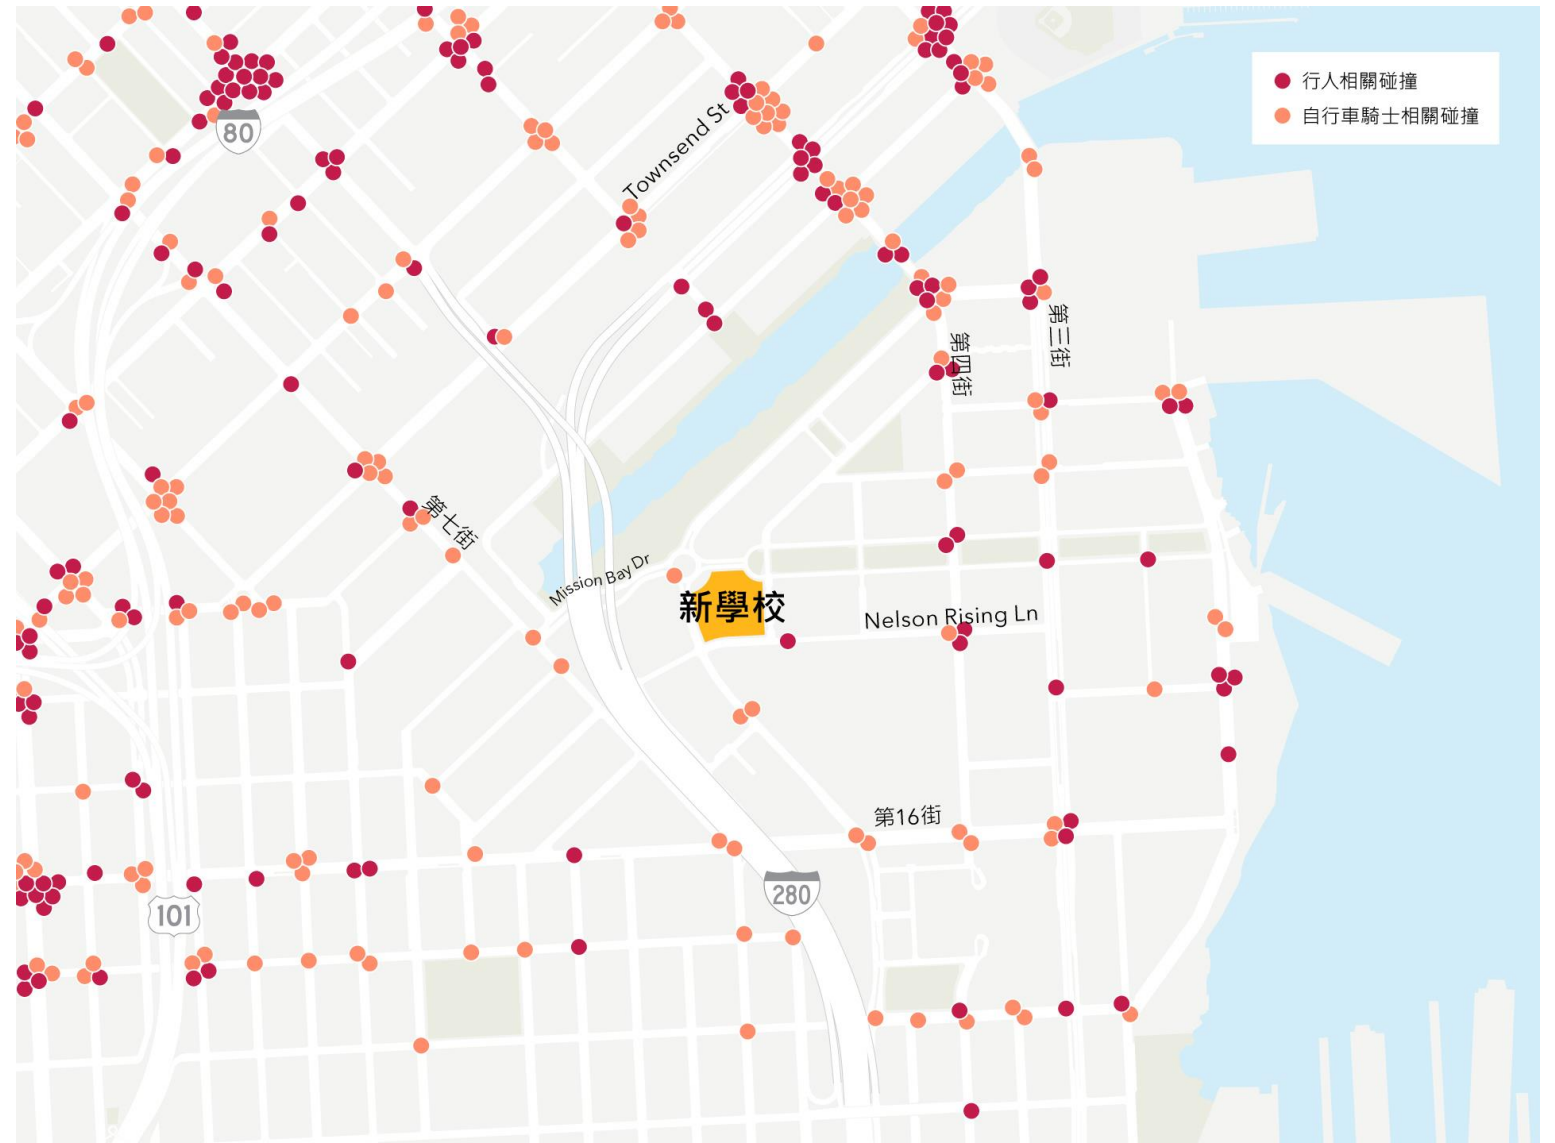 行人相關碰撞
自行車騎士相關碰撞
80
Townsend St
第三街
第四街
第七街
Mission Bay Dr
新學校
Nelson Rising Ln
第16街
280
101